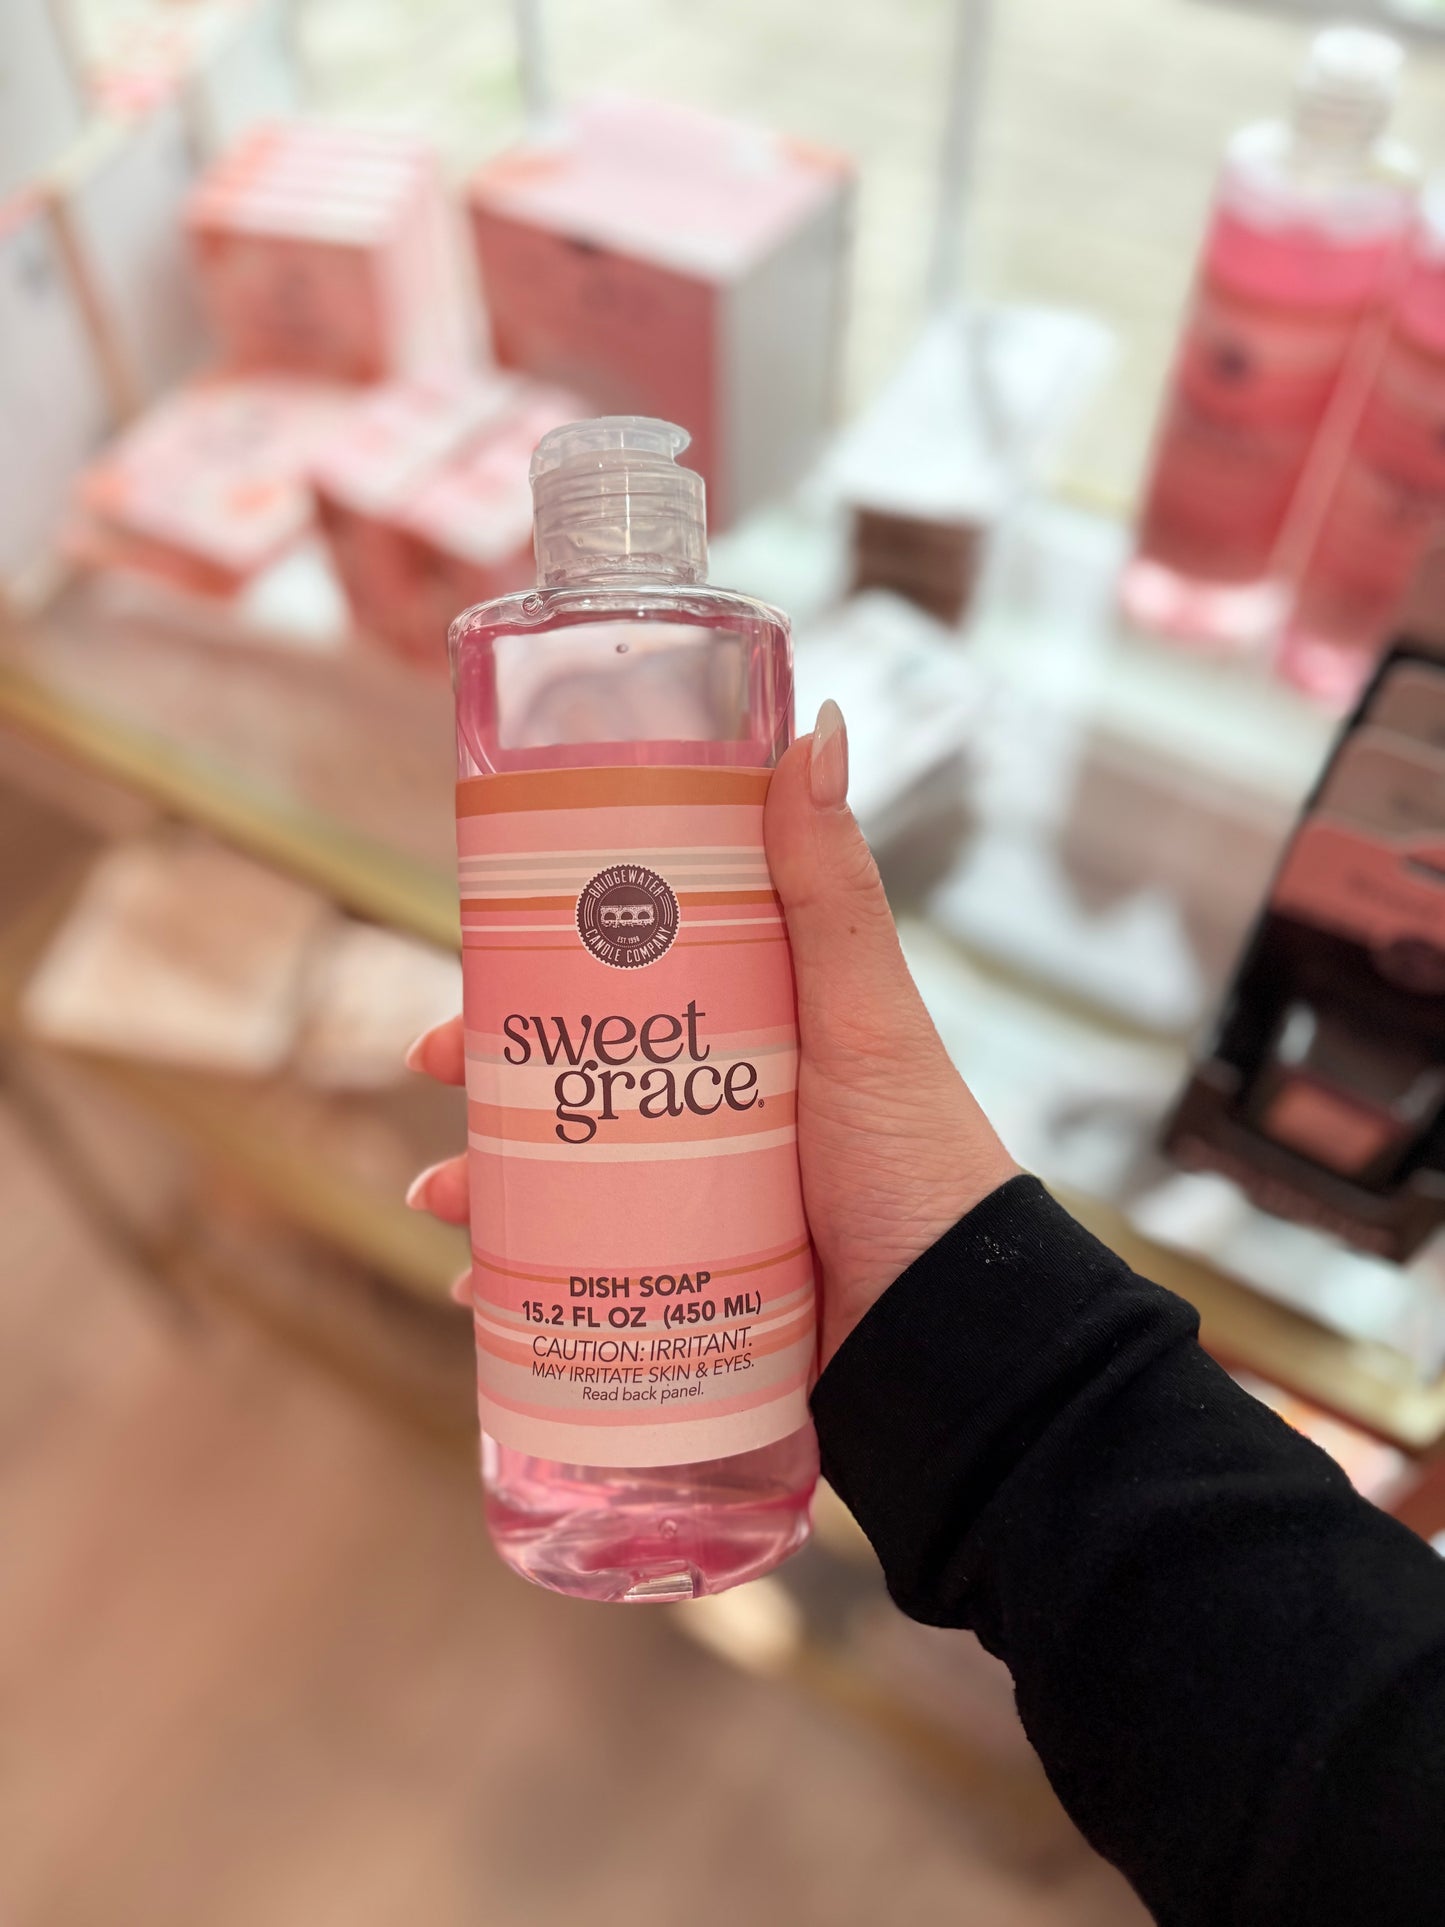 BRIDGEWATER
EST. 1998
CANDLE COMPANY
sweet
grace®
DISH SOAP
15.2 FL OZ (450 ML)
CAUTION: IRRITANT.
MAY IRRITATE SKIN & EYES.
Read back panel.